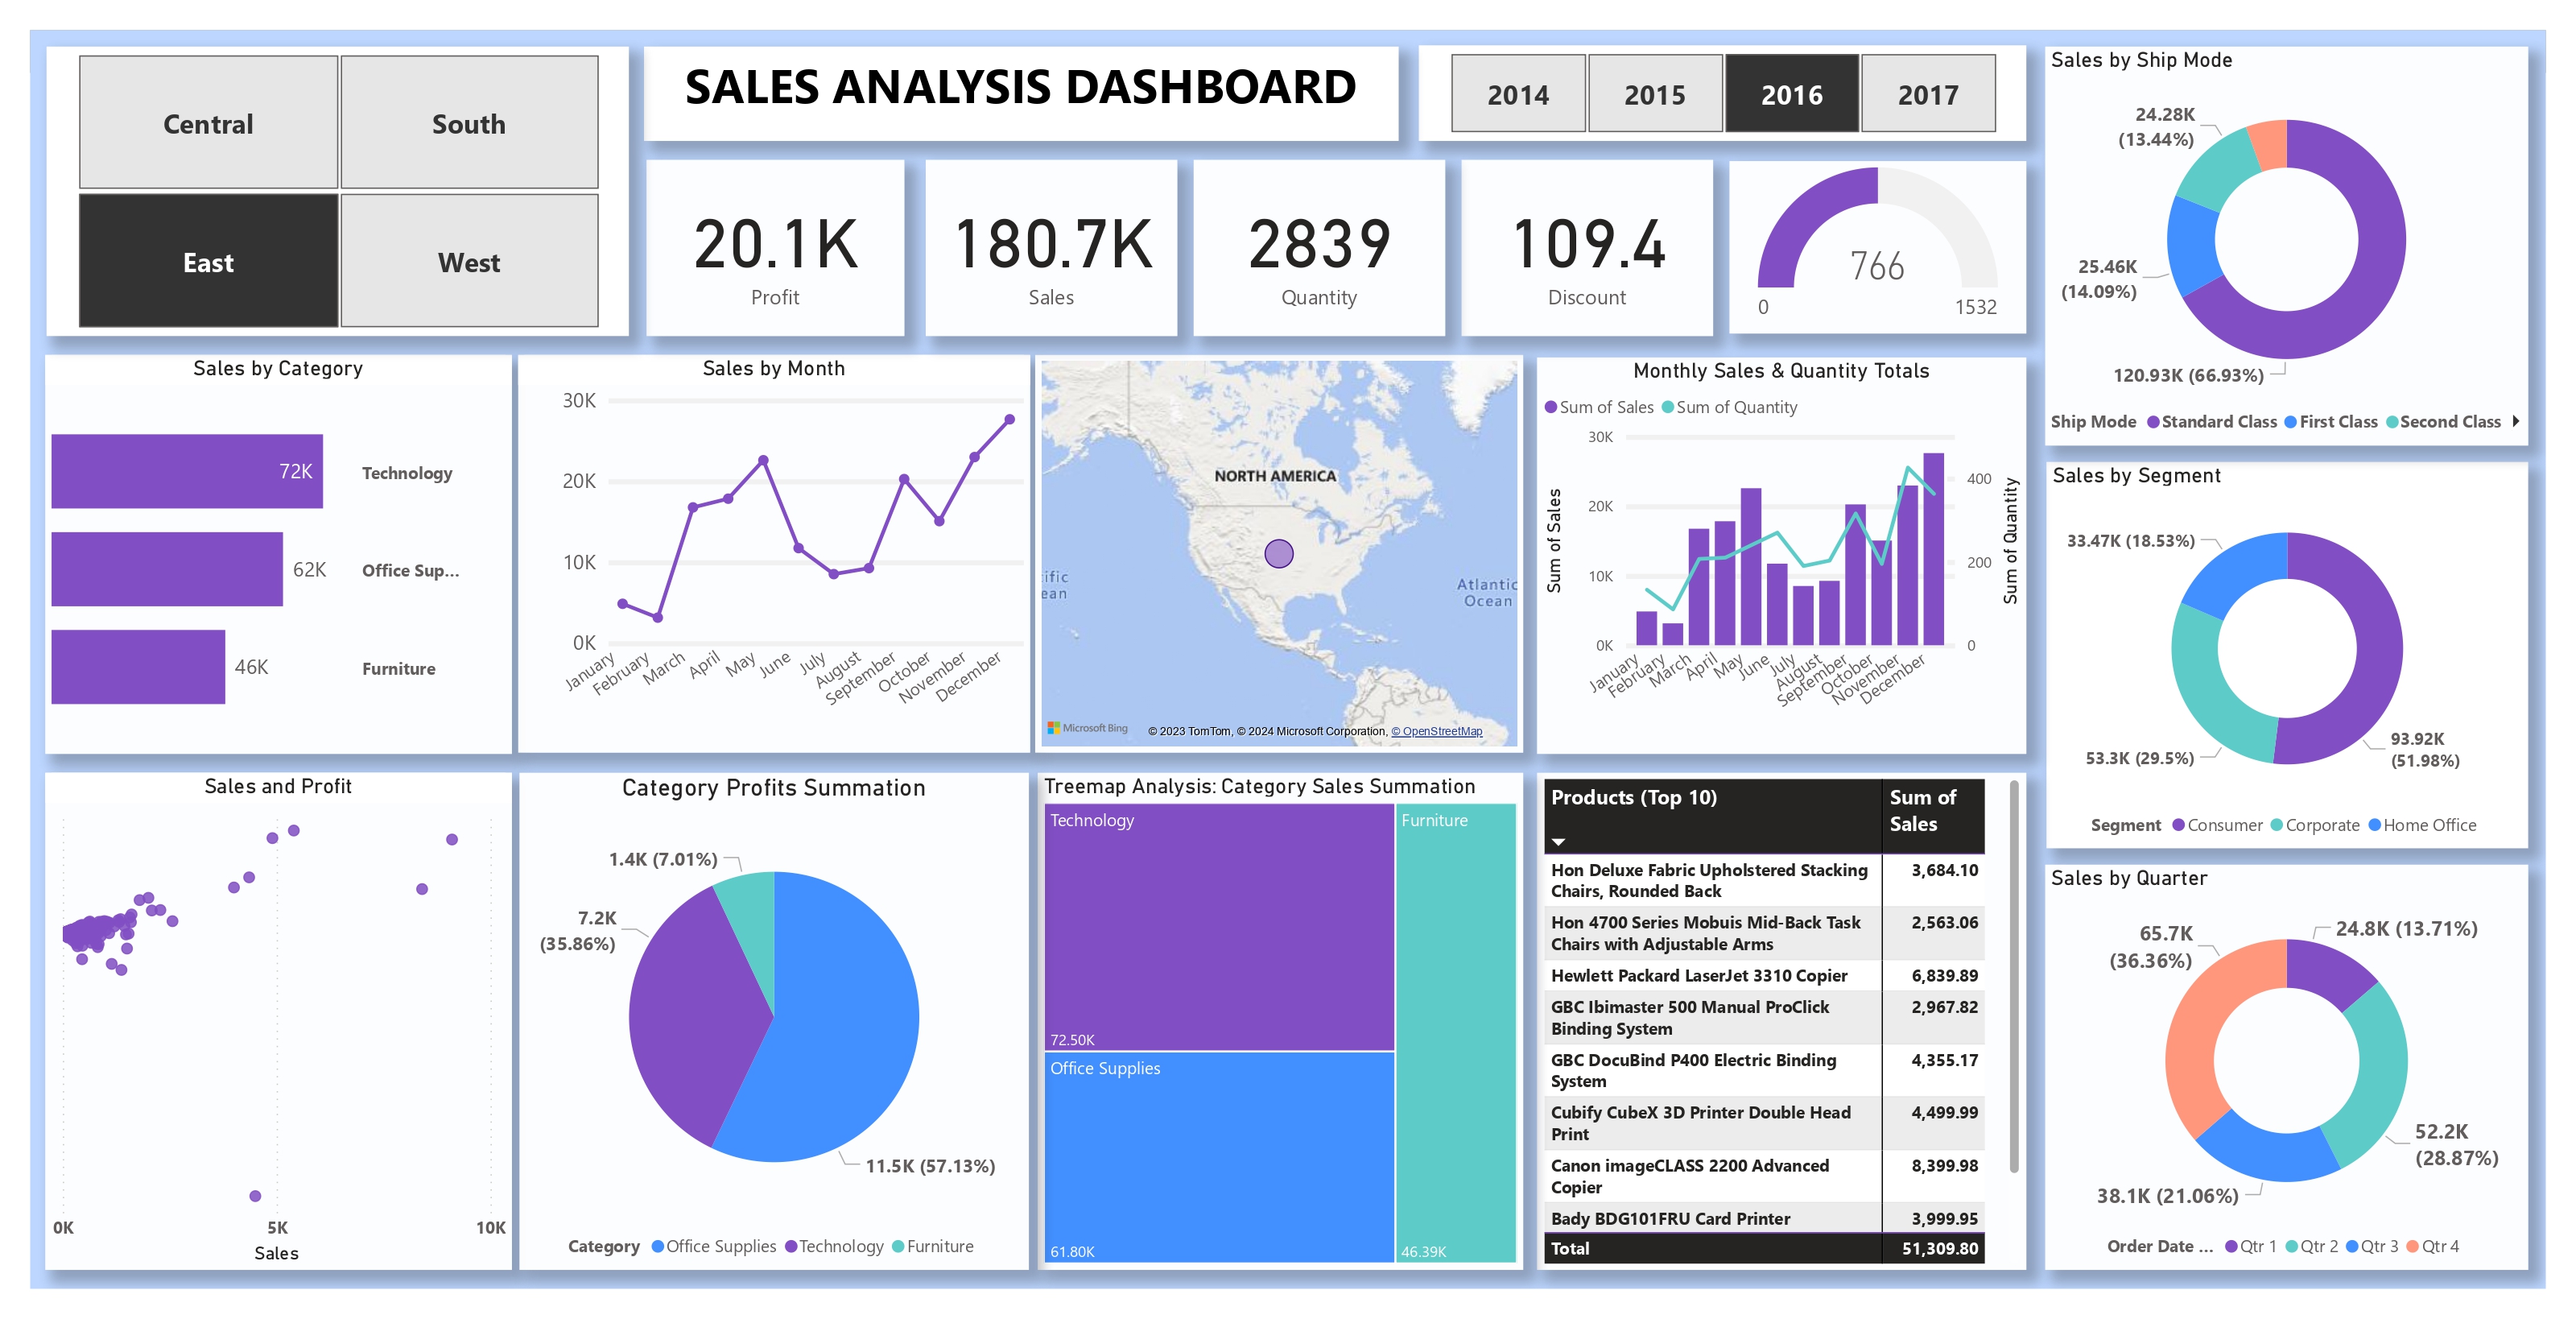 Central
South
East
West
SALES ANALYSIS DASHBOARD
2014
2015
2016
2017
20.1K
Profit
180.7K
Sales
2839
Quantity
109.4
Discount
766
0
1532
Sales by Ship Mode
24.28K
(13.44%)
25.46K
(14.09%)
120.93K (66.93%)
Ship Mode
Standard Class
First Class
Second Class
Sales by Category
72K
Technology
62K
Office Sup...
46K
Furniture
Sales by Month
30K
20K
10K
0K
January
February
March
April
May
June
July
August
September
October
November
December
NORTH AMERICA
ific
ean
Atlantic
Ocean
Microsoft Bing
© 2023 TomTom, © 2024 Microsoft Corporation, © OpenStreetMap
Monthly Sales & Quantity Totals
Sum of Sales
Sum of Quantity
30K
20K
10K
0K
400
200
0
Sum of Sales
Sum of Quantity
January
February
March
April
May
June
July
August
September
October
November
December
Sales by Segment
33.47K (18.53%)
53.3K (29.5%)
93.92K
(51.98%)
Segment
Consumer
Corporate
Home Office
Sales and Profit
0K
5K
10K
Sales
Category Profits Summation
1.4K (7.01%)
7.2K
(35.86%)
11.5K (57.13%)
Category
Office Supplies
Technology
Furniture
Treemap Analysis: Category Sales Summation
Technology
72.50K
Office Supplies
61.80K
Furniture
46.39K
Products (Top 10)
Sum of
Sales
Hon Deluxe Fabric Upholstered Stacking
Chairs, Rounded Back
3,684.10
Hon 4700 Series Mobuis Mid-Back Task
Chairs with Adjustable Arms
2,563.06
Hewlett Packard LaserJet 3310 Copier
6,839.89
GBC Ibimaster 500 Manual ProClick
Binding System
2,967.82
GBC DocuBind P400 Electric Binding
System
4,355.17
Cubify CubeX 3D Printer Double Head
Print
4,499.99
Canon imageCLASS 2200 Advanced
Copier
8,399.98
Bady BDG101FRU Card Printer
3,999.95
Total
51,309.80
Sales by Quarter
65.7K
(36.36%)
24.8K (13.71%)
52.2K
(28.87%)
38.1K (21.06%)
Order Date ...
Qtr 1
Qtr 2
Qtr 3
Qtr 4